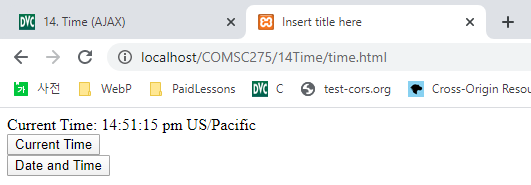 14. Time (AJAX)
Insert title here
localhost/COMSC275/14Time/time.html
사전 WebP PaidLessons DVC C test-cors.org Cross-Origin Resou
Current Time: 14:51:15 pm US/Pacific
Current Time
Date and Time